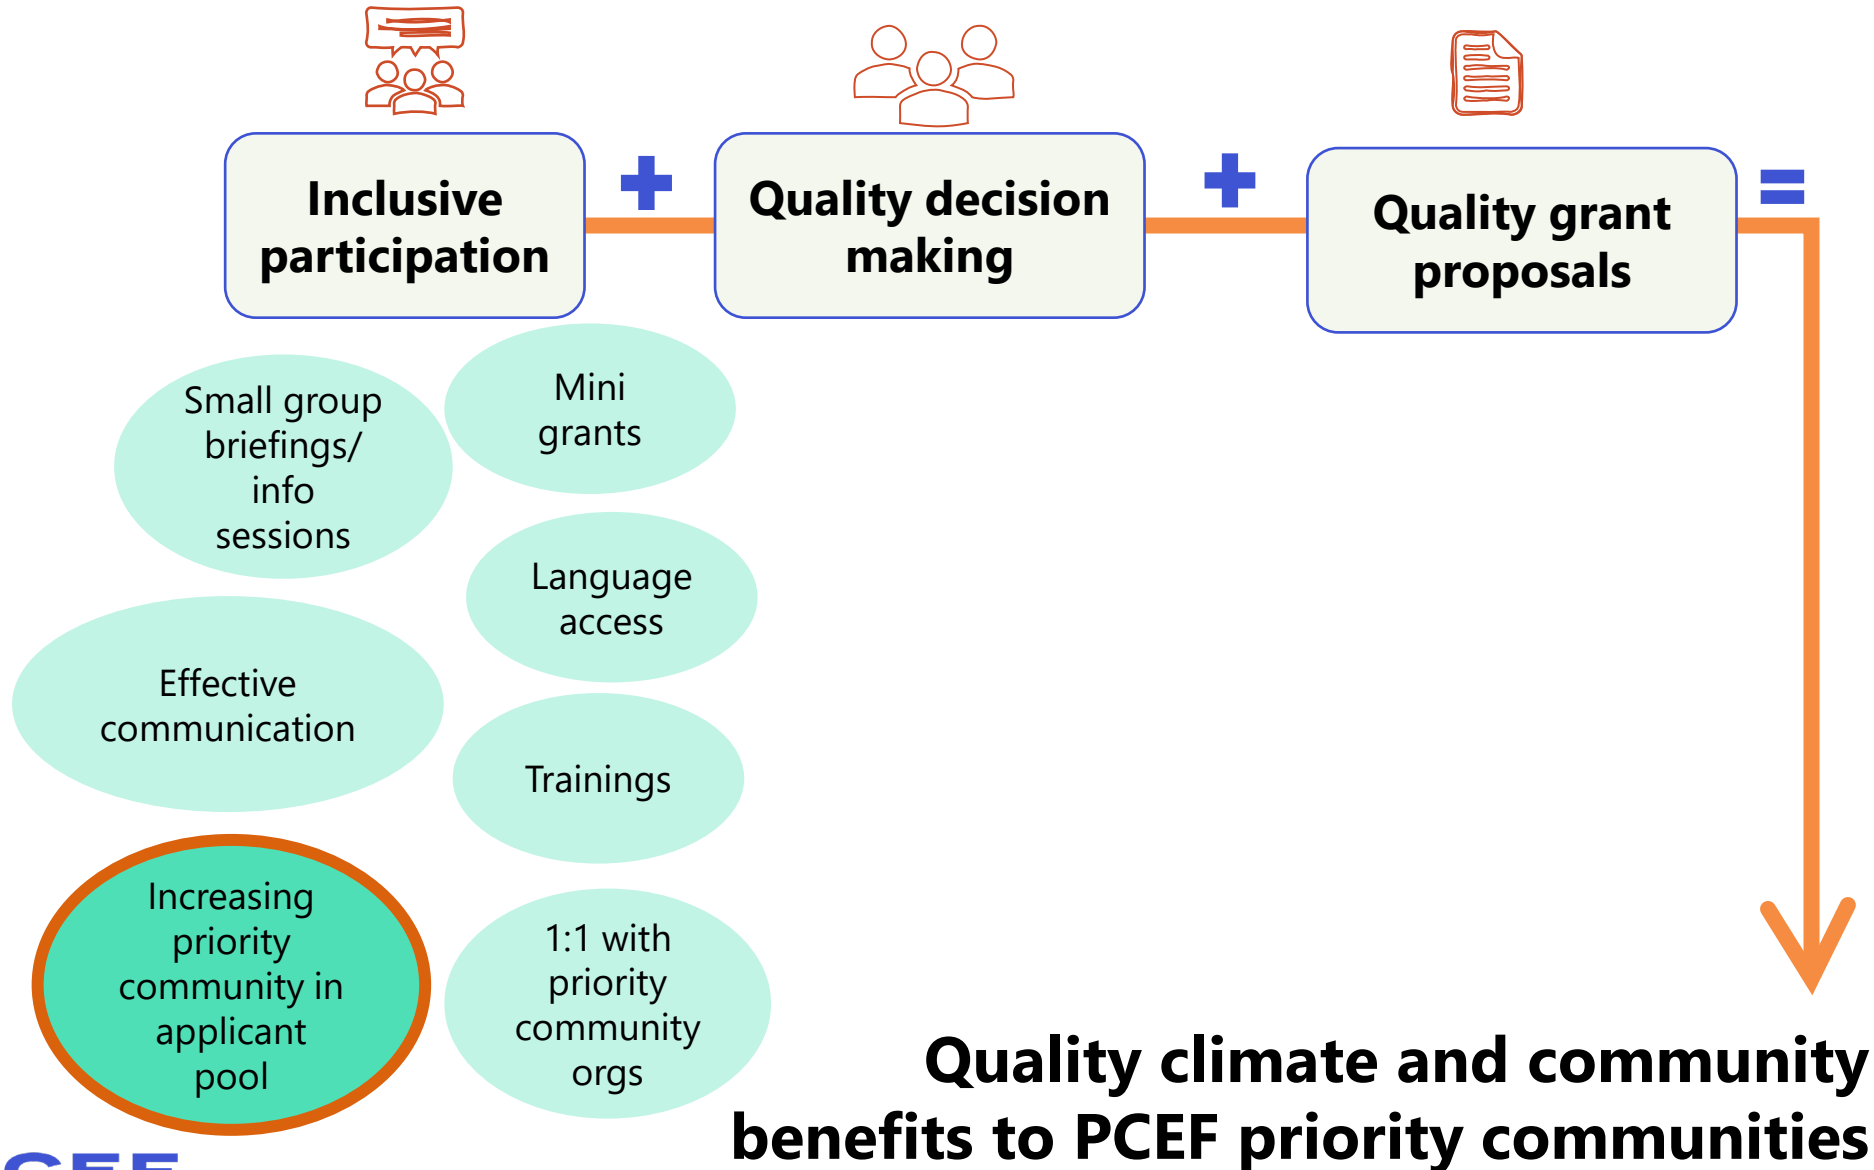 Inclusive
participation
Quality decision
making
Quality grant
proposals
Small group
briefings/
info
sessions
Mini
grants
Language
access
Effective
communication
Trainings
Increasing
priority
community in
applicant
pool
1:1 with
priority
community
orgs
Quality climate and community
benefits to PCEF priority communities